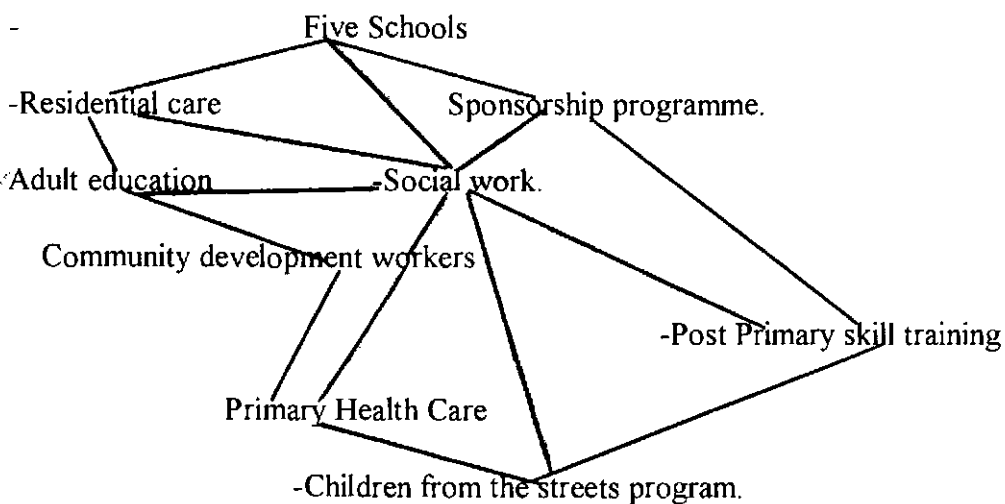 -
Five Schools
-Residential care
Sponsorship programme.
Adult education
-Social work.
Community development workers
-Post Primary skill training
Primary Health Care
-Children from the streets program.